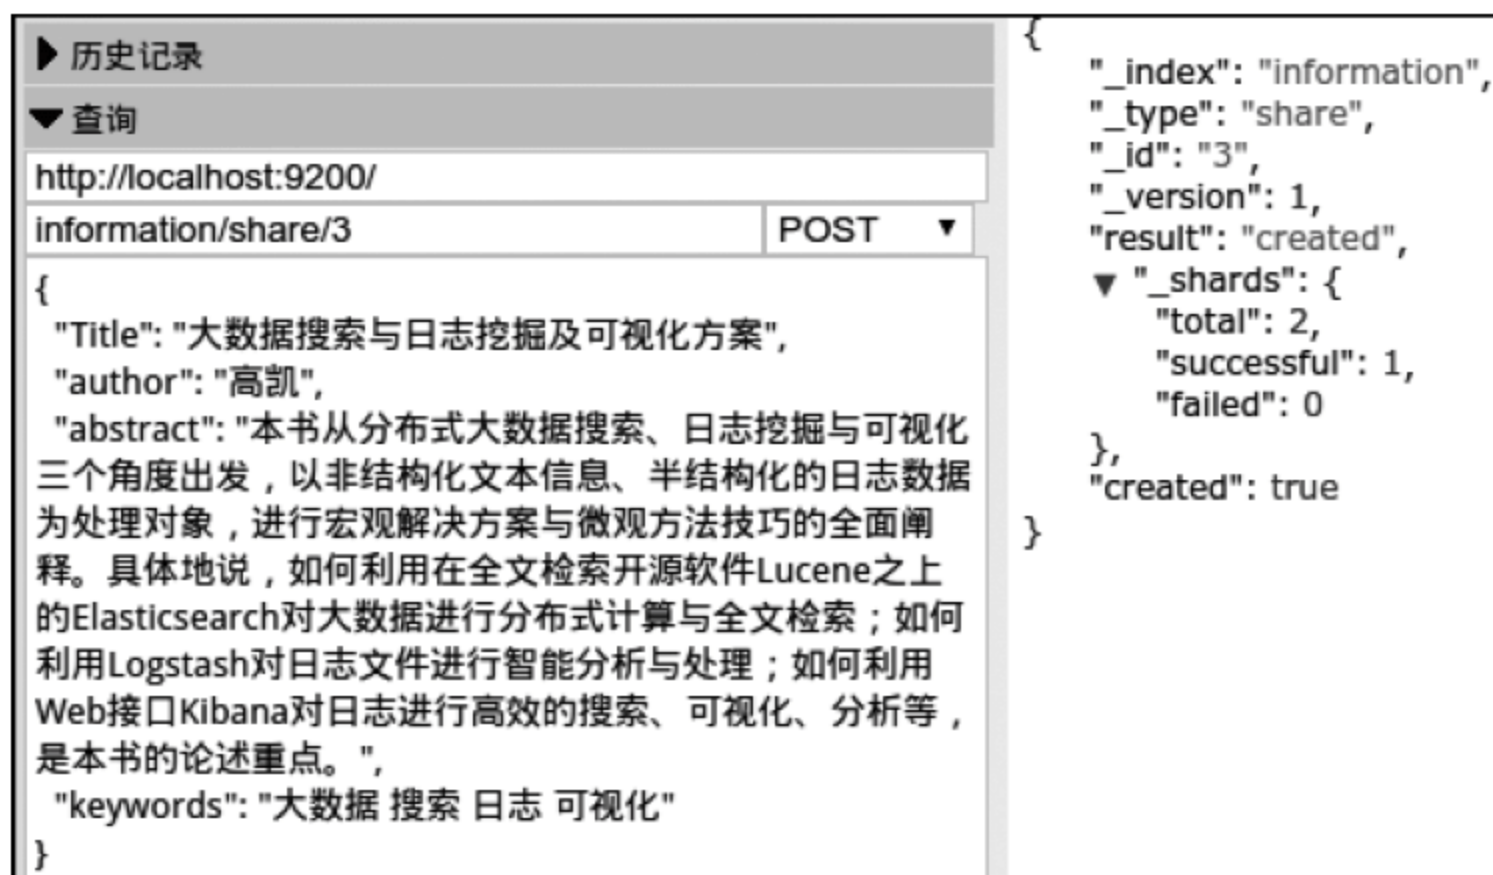 历史记录
查询
http://localhost:9200/
information/share/3
POST
{
"Title": "大数据搜索与日志挖掘及可视化方案",
"author": "高凯",
"abstract": "本书从分布式大数据搜索、日志挖掘与可视化
三个角度出发，以非结构化文本信息、半结构化的日志数据
为处理对象，进行宏观解决方案与微观方法技巧的全面阐
释。具体地说，如何利用在全文检索开源软件Lucene之上
的Elasticsearch对大数据进行分布式计算与全文检索；如何
利用Logstash对日志文件进行智能分析与处理；如何利用
Web接口Kibana对日志进行高效的搜索、可视化、分析等，
是本书的论述重点。",
"keywords": "大数据 搜索 日志 可视化"
}
{
"_index": "information",
"_type": "share",
"_id": "3",
"_version": 1,
"result": "created",
"_shards": {
"total": 2,
"successful": 1,
"failed": 0
},
"created": true
}